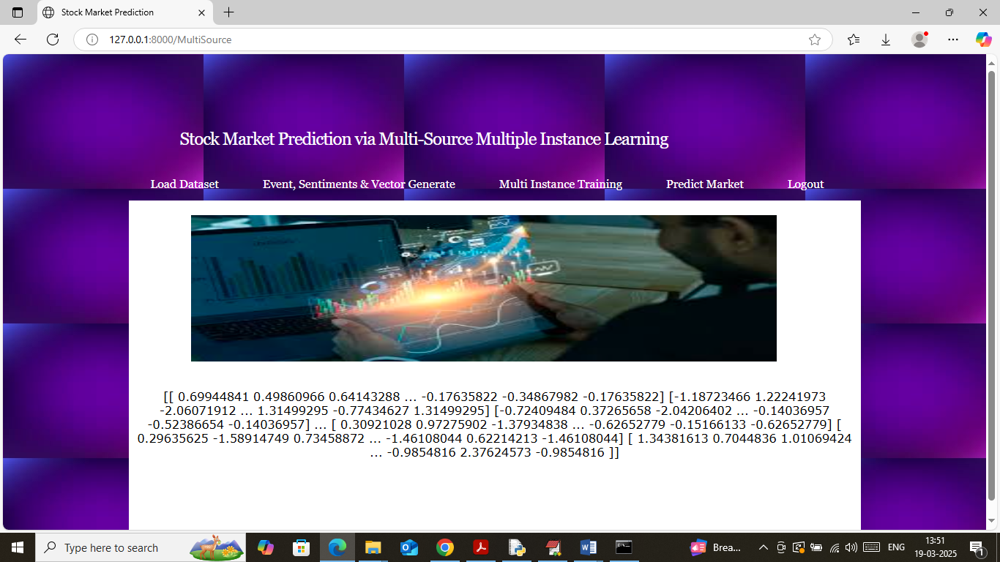 Stock Market Prediction
127.0.0.1:8000/MultiSource
Stock Market Prediction via Multi-Source Multiple Instance Learning
Load Dataset Event, Sentiments & Vector Generate Multi Instance Training Predict Market Logout
[[ 0.69944841 0.49860966 0.64143288 ... -0.17635822 -0.34867982 -0.17635822] [-1.18723466 1.22241973
-2.06071912 ... 1.31499295 -0.77434627 1.31499295] [-0.72409484 0.37265658 -2.04206402 ... -0.14036957
-0.52386654 -0.14036957] ... [ 0.30921028 0.97275902 -1.37934838 ... -0.62652779 -0.15166133 -0.62652779] [
0.29635625 -1.58914749 0.73458872 ... -1.46108044 0.62214213 -1.46108044] [ 1.34381613 0.7044836 1.01069424
... -0.9854816 2.37624573 -0.9854816 ]]
Type here to search
Brea...
ENG
13:51
19-03-2025
1